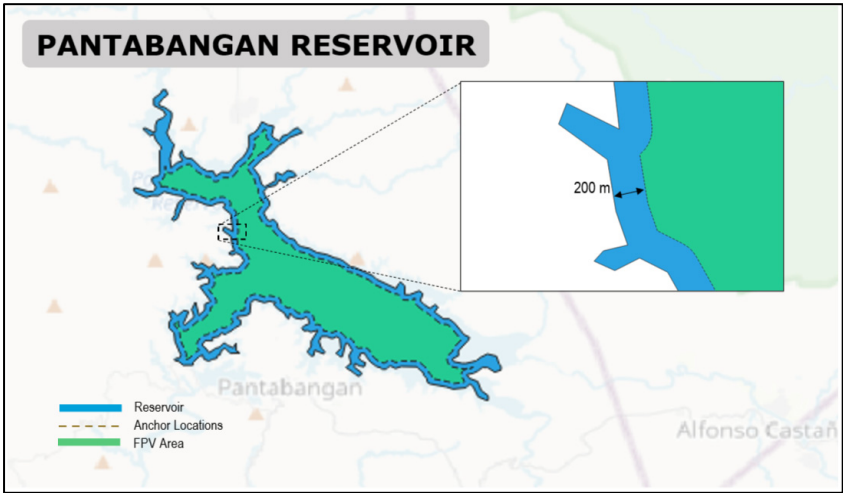 PANTABANGAN RESERVOIR
200 m
Pantabangan
Alfonso Castañ
Reservoir
Anchor Locations
FPV Area